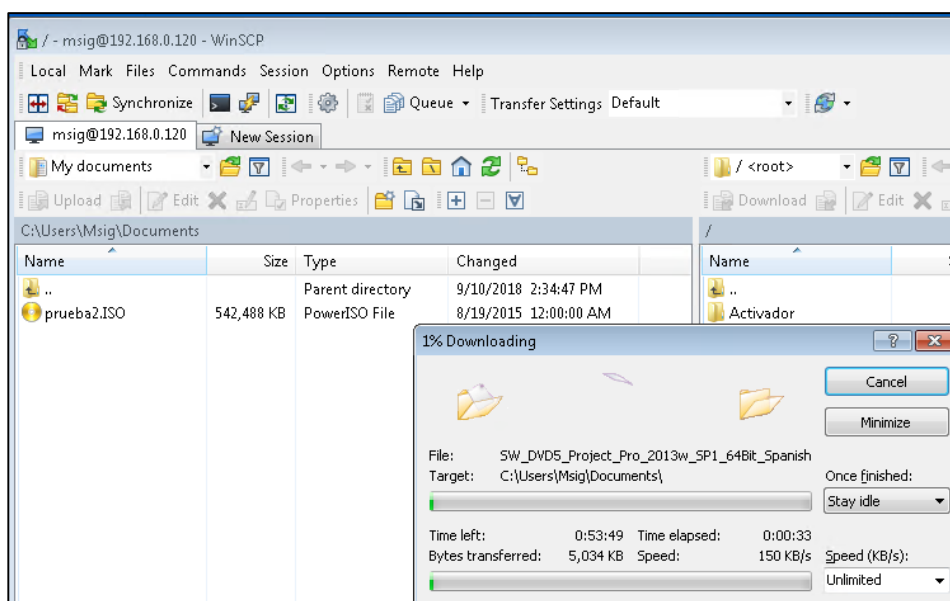 / - msig@192.168.0.120 - WinSCP
Local Mark Files Commands Session Options Remote Help
Synchronize Queue Transfer Settings Default
msig@192.168.0.120 New Session
My documents / <root>
Upload Edit Properties Download Edit
C:\Users\Msig\Documents /
Name Size Type Changed Name
.. Parent directory 9/10/2018 2:34:47 PM ..
prueba2.ISO 542,488 KB PowerISO File 8/19/2015 12:00:00 AM Activador
1% Downloading
Cancel
Minimize
File: SW_DVD5_Project_Pro_2013w_SP1_64Bit_Spanish
Target: C:\Users\Msig\Documents\ Once finished:
Stay idle
Time left: 0:53:49 Time elapsed: 0:00:33
Bytes transferred: 5,034 KB Speed: 150 KB/s Speed (KB/s):
Unlimited